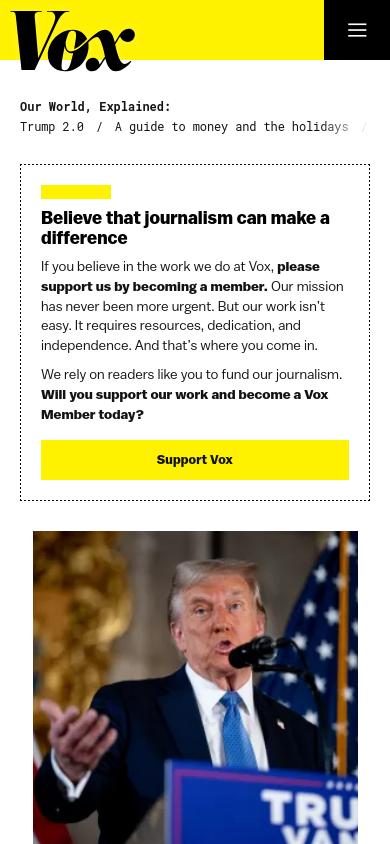 Vox
Our World, Explained:
Trump 2.0 / A guide to money and the holidays /
Believe that journalism can make a
difference
If you believe in the work we do at Vox, please
support us by becoming a member. Our mission
has never been more urgent. But our work isn't
easy. It requires resources, dedication, and
independence. And that's where you come in.
We rely on readers like you to fund our journalism.
Will you support our work and become a Vox
Member today?
Support Vox
TRU
VAN